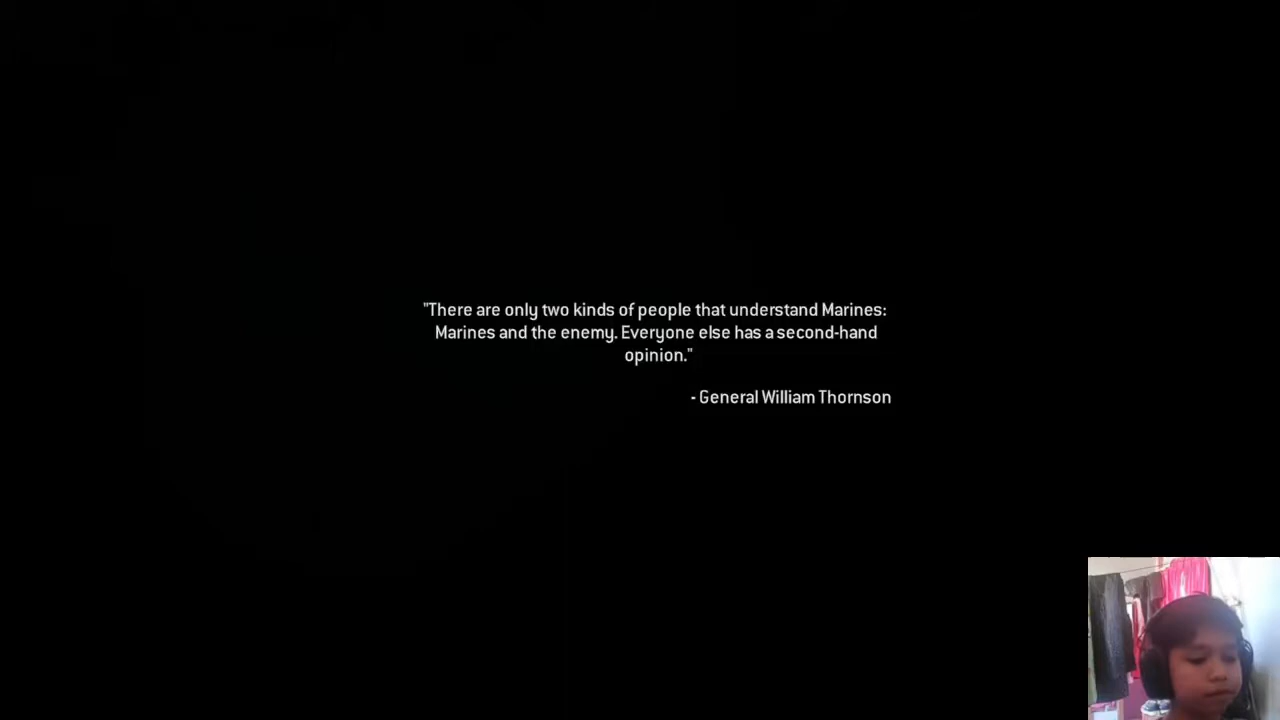 "There are only two kinds of people that understand Marines:
Marines and the enemy. Everyone else has a second-hand
opinion."
- General William Thornson